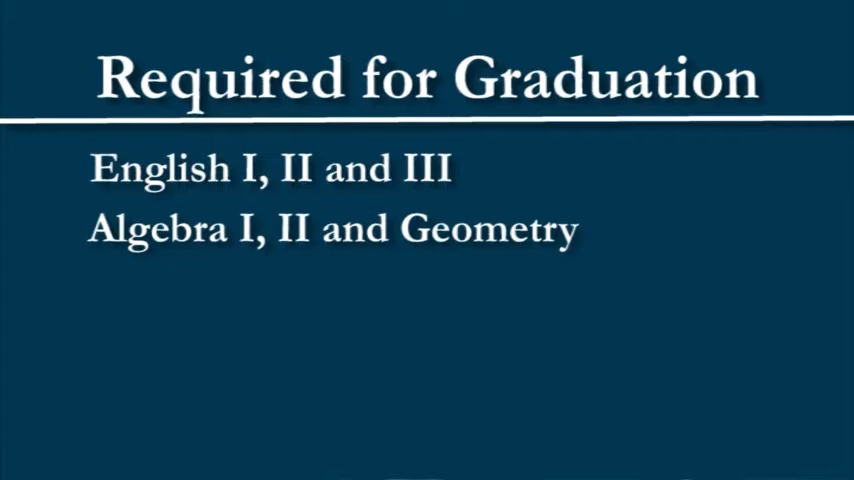 Required for Graduation
English I, II and III
Algebra I, II and Geometry